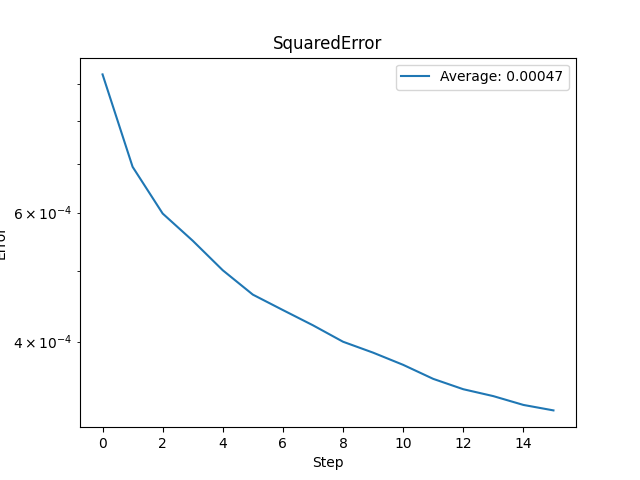 SquaredError
Average: 0.00047
6 × 10⁻⁴
4 × 10⁻⁴
Error
0 2 4 6 8 10 12 14
Step